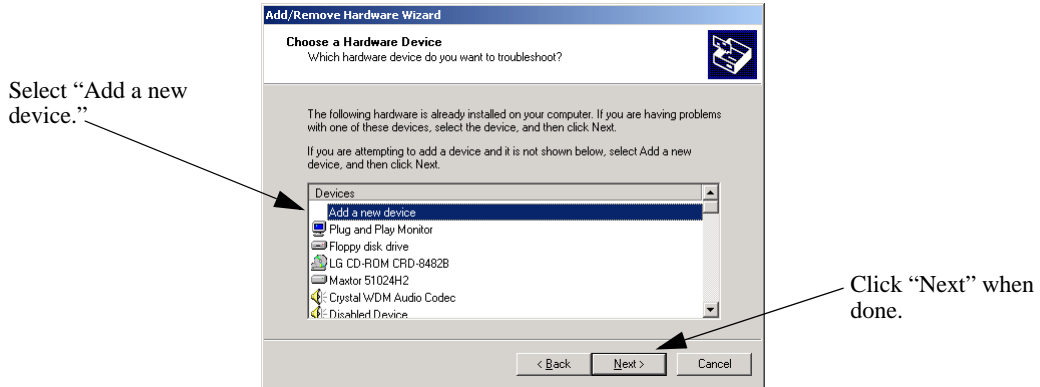 Add/Remove Hardware Wizard
Choose a Hardware Device
Which hardware device do you want to troubleshoot?
Select “Add a new
device.”
The following hardware is already installed on your computer. If you are having problems
with one of these devices, select the device, and then click Next.
If you are attempting to add a device and it is not shown below, select Add a new
device, and then click Next.
Devices
Add a new device
Plug and Play Monitor
Floppy disk drive
LG CD-ROM CRD-8482B
Maxtor 51024H2
Crystal WDM Audio Codec
Disabled Device
Click “Next” when
done.
< Back
Next >
Cancel